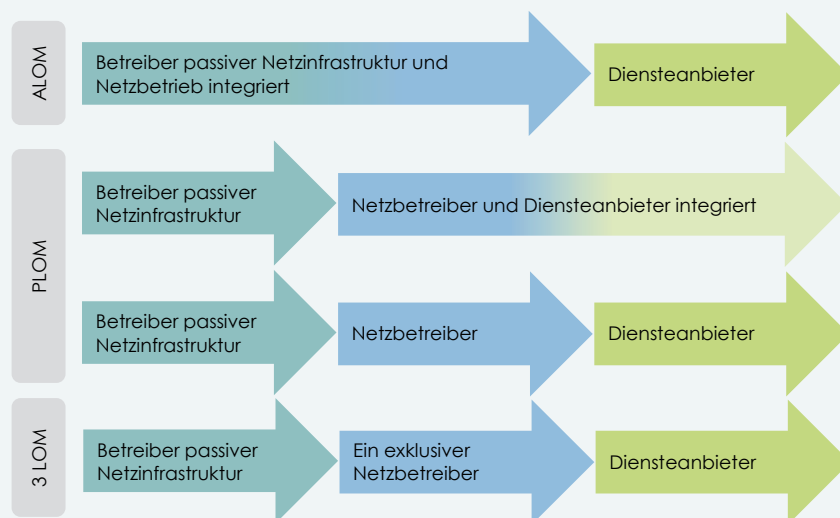 ALOM
Betreiber passiver Netzinfrastruktur und
Netzbetrieb integriert
Diensteanbieter
PLOM
Betreiber passiver
Netzinfrastruktur
Netzbetreiber und Diensteanbieter integriert
Betreiber passiver
Netzinfrastruktur
Netzbetreiber
Diensteanbieter
3 LOM
Betreiber passiver
Netzinfrastruktur
Ein exklusiver
Netzbetreiber
Diensteanbieter